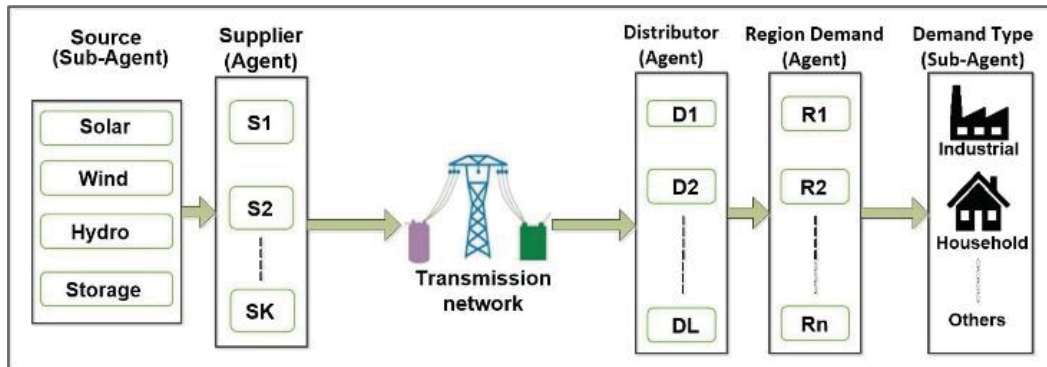 Source
(Sub-Agent)
Solar
Wind
Hydro
Storage
Supplier
(Agent)
S1
S2
SK
Transmission
network
Distributor
(Agent)
D1
D2
DL
Region Demand
(Agent)
R1
R2
Rn
Demand Type
(Sub-Agent)
Industrial
Household
Others